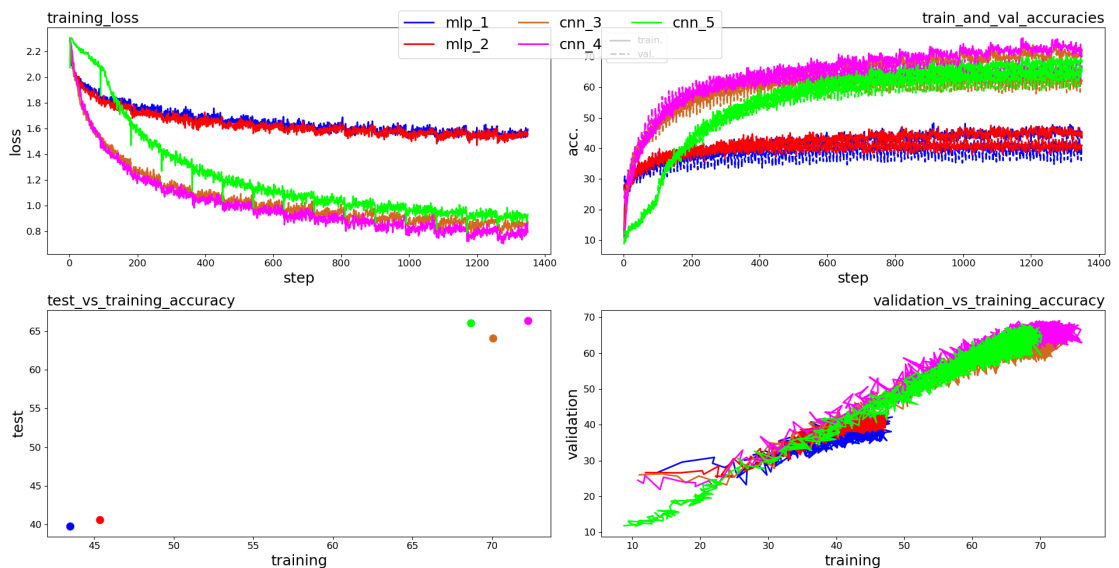 training_loss
mlp_1 cnn_3 cnn_5
mlp_2 cnn_4
train_and_val_accuracies
train.
val.
loss
2.2
2.0
1.8
1.6
1.4
1.2
1.0
0.8
0 200 400 600 800 1000 1200 1400
step
acc.
70
60
50
40
30
20
10
0 200 400 600 800 1000 1200 1400
step
test_vs_training_accuracy
test
65
60
55
50
45
40
45 50 55 60 65 70
training
validation_vs_training_accuracy
validation
70
60
50
40
30
20
10
10 20 30 40 50 60 70
training